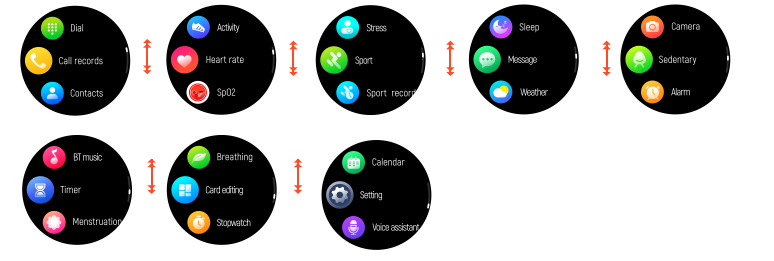 Dial
Call records
Contacts
Activity
Heart rate
SpO2
Stress
Sport
Sport record
Sleep
Message
Weather
Camera
Sedentary
Alarm
BT music
Timer
Menstruation
Breathing
Card editing
Stopwatch
Calendar
Setting
Voice assistant